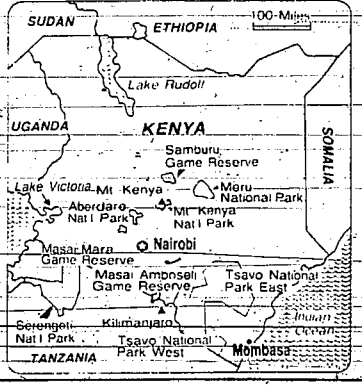 SUDAN
ETHIOPIA
100 Miles
Lake Rudolf
UGANDA
KENYA
SOMALIA
Samburu
Game Reserve
Meru
National Park
Lake Victoria
Mt Kenya
Aberdaro
Nat'l Park
Mt Kenya
Nat'l Park
Nairobi
Masai Mara
Game Reserve
Masai Amboseli
Game Reserve
Tsavo National
Park East
Serengeti
Nat'l Park
Kilimanjaro
Tsavo National
Park West
Indian
Ocean
Mombasa
TANZANIA